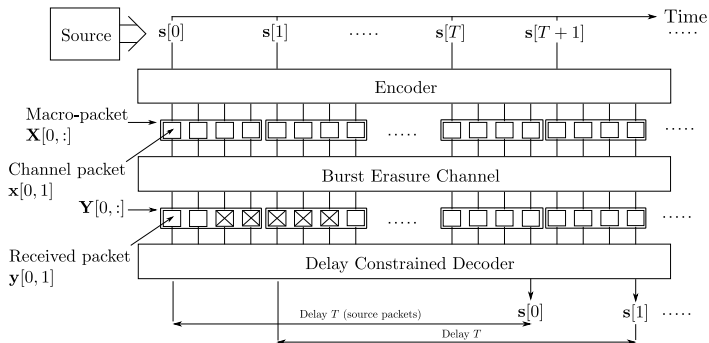 Time
Source
s[0] s[1] ..... s[T] s[T + 1] .....
Encoder
Macro-packet
X[0,:]
..... .....
Channel packet
x[0,1]
Burst Erasure Channel
Y[0,:]
..... .....
Received packet
y[0,1]
Delay Constrained Decoder
s[0] s[1] .....
Delay T (source packets)
Delay T